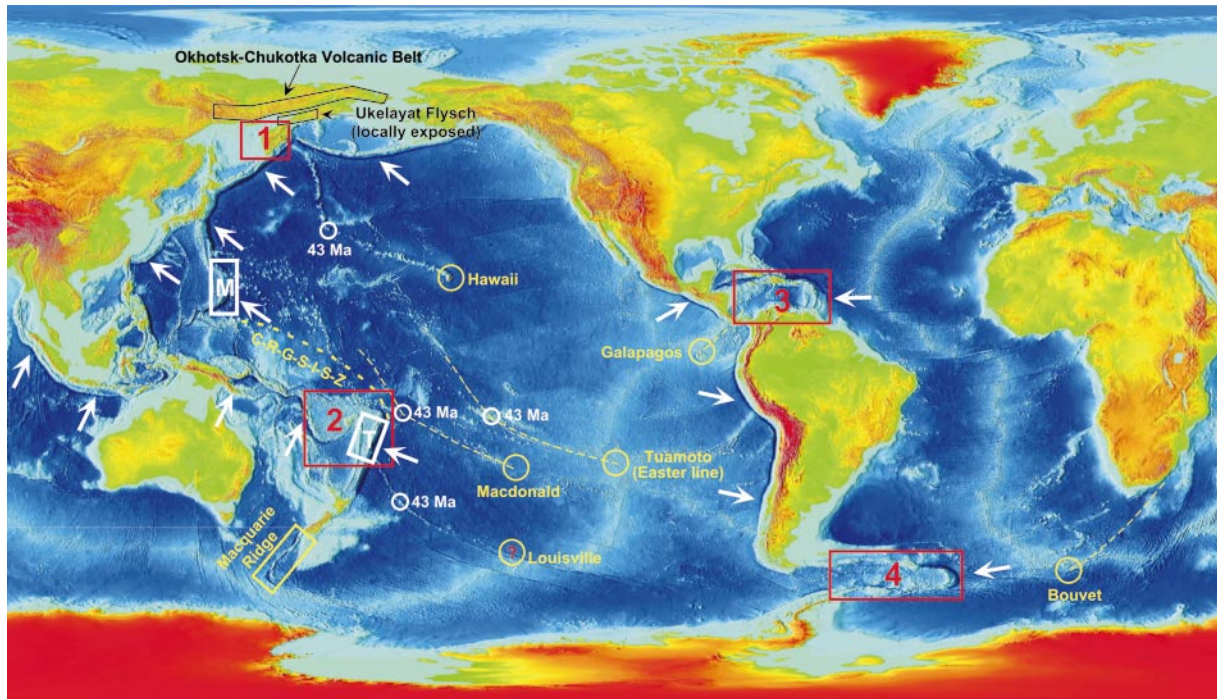 Okhotsk-Chukotka Volcanic Belt
Ukelayat Flysch
(locally exposed)
1
43 Ma
Hawaii
M
3
C-R-G-S-I-S-Z
Galapagos
2
T
43 Ma
43 Ma
Tuamoto
(Easter line)
Macdonald
43 Ma
Macquarie
Ridge
?
Louisville
4
Bouvet